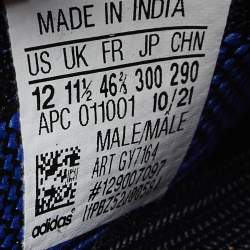 MADE IN INDIA
US UK FR JP CHN
12 11½ 46⅔ 300 290
APC 011001 10/21
MALE/MALE
ART GY7164
#129007097
adidas